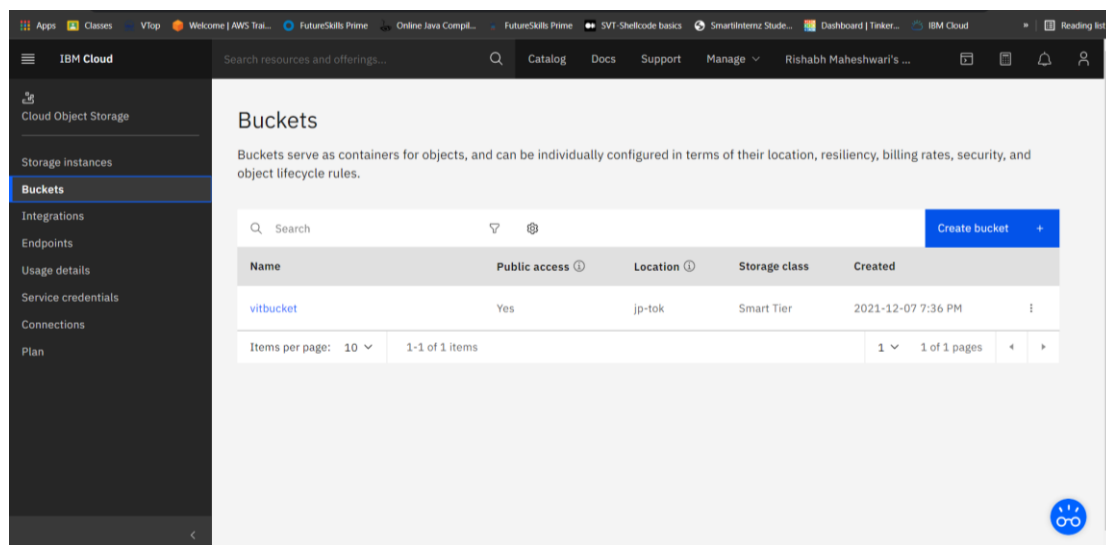 Apps Classes VTop Welcome | AWS Trai... FutureSkills Prime Online Java Compil... FutureSkills Prime SVT-Shellcode basics SmartiInternz Stude... Dashboard | Tinker... IBM Cloud » Reading list
IBM Cloud Search resources and offerings... Catalog Docs Support Manage Rishabh Maheshwari's ...
Cloud Object Storage
Storage instances
Buckets
Integrations
Endpoints
Usage details
Service credentials
Connections
Plan
Buckets
Buckets serve as containers for objects, and can be individually configured in terms of their location, resiliency, billing rates, security, and
object lifecycle rules.
Search Create bucket +
Name Public access Location Storage class Created
vitbucket Yes jp-tok Smart Tier 2021-12-07 7:36 PM
Items per page: 10 1-1 of 1 items 1 1 of 1 pages